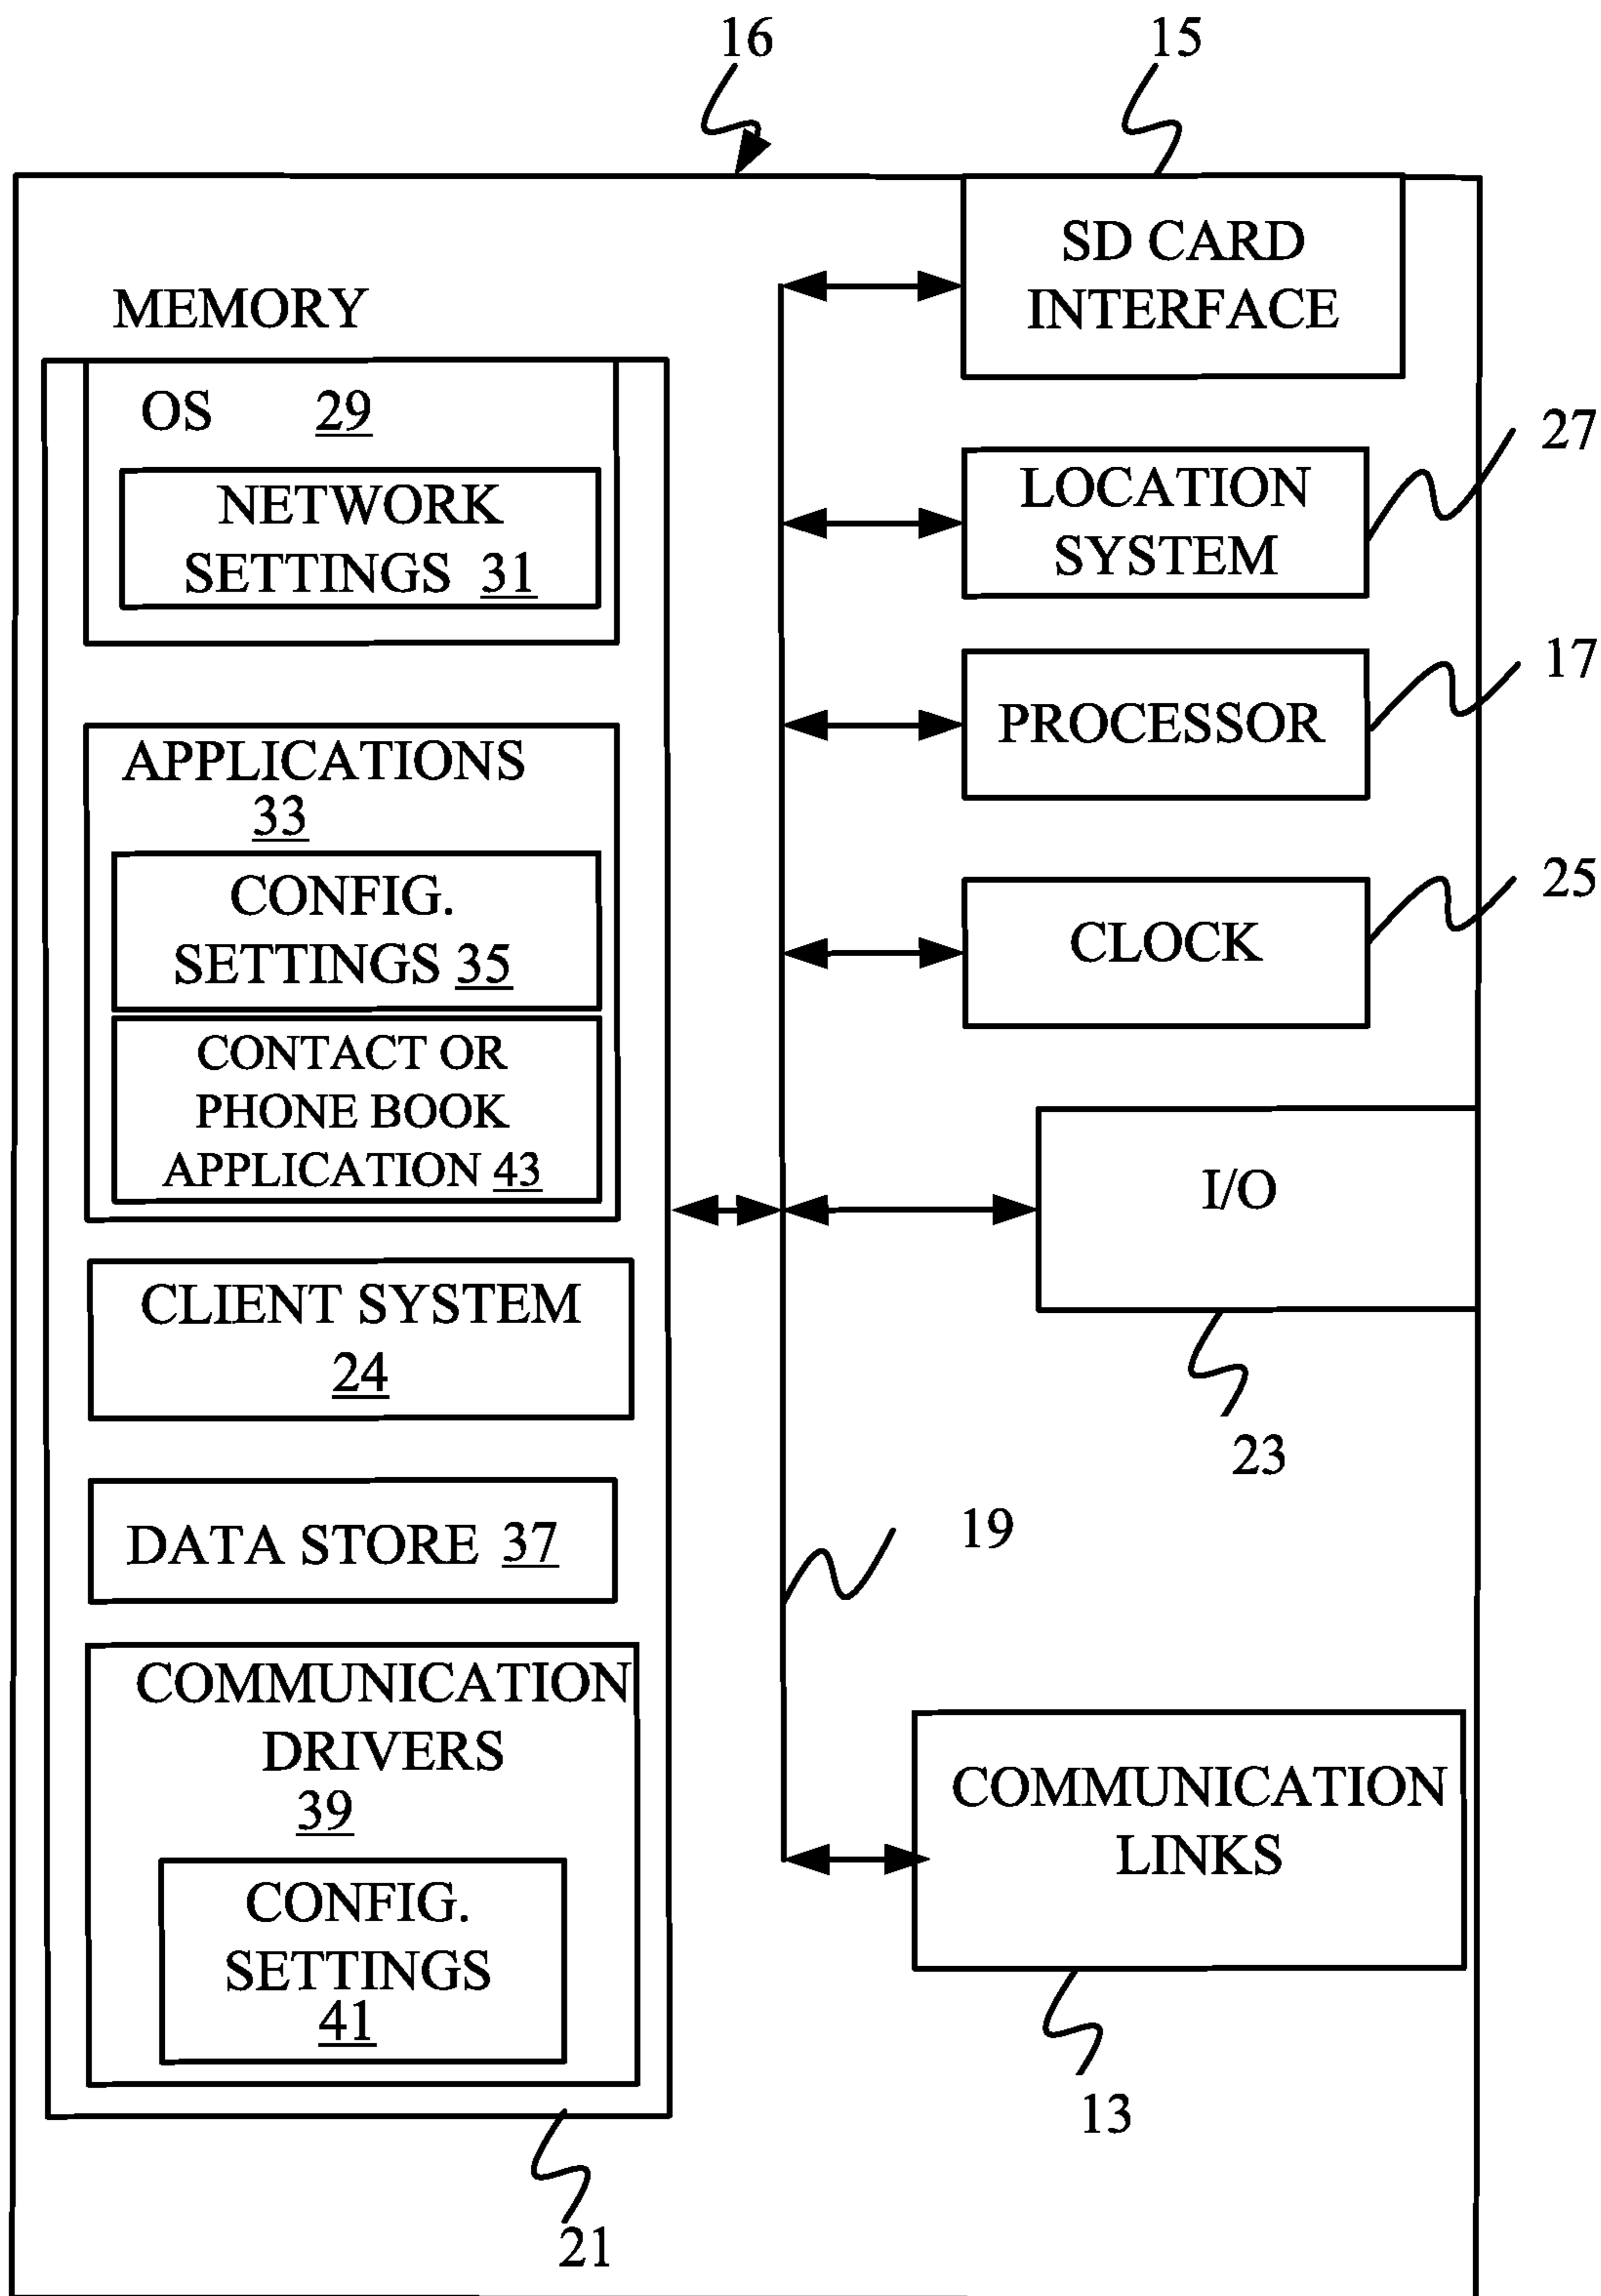 16
15
MEMORY
OS 29
NETWORK
SETTINGS 31
APPLICATIONS
33
CONFIG.
SETTINGS 35
CONTACT OR
PHONE BOOK
APPLICATION 43
CLIENT SYSTEM
24
DATA STORE 37
COMMUNICATION
DRIVERS
39
CONFIG.
SETTINGS
41
21
SD CARD
INTERFACE
LOCATION
SYSTEM
27
PROCESSOR
17
CLOCK
25
I/O
23
19
COMMUNICATION
LINKS
13